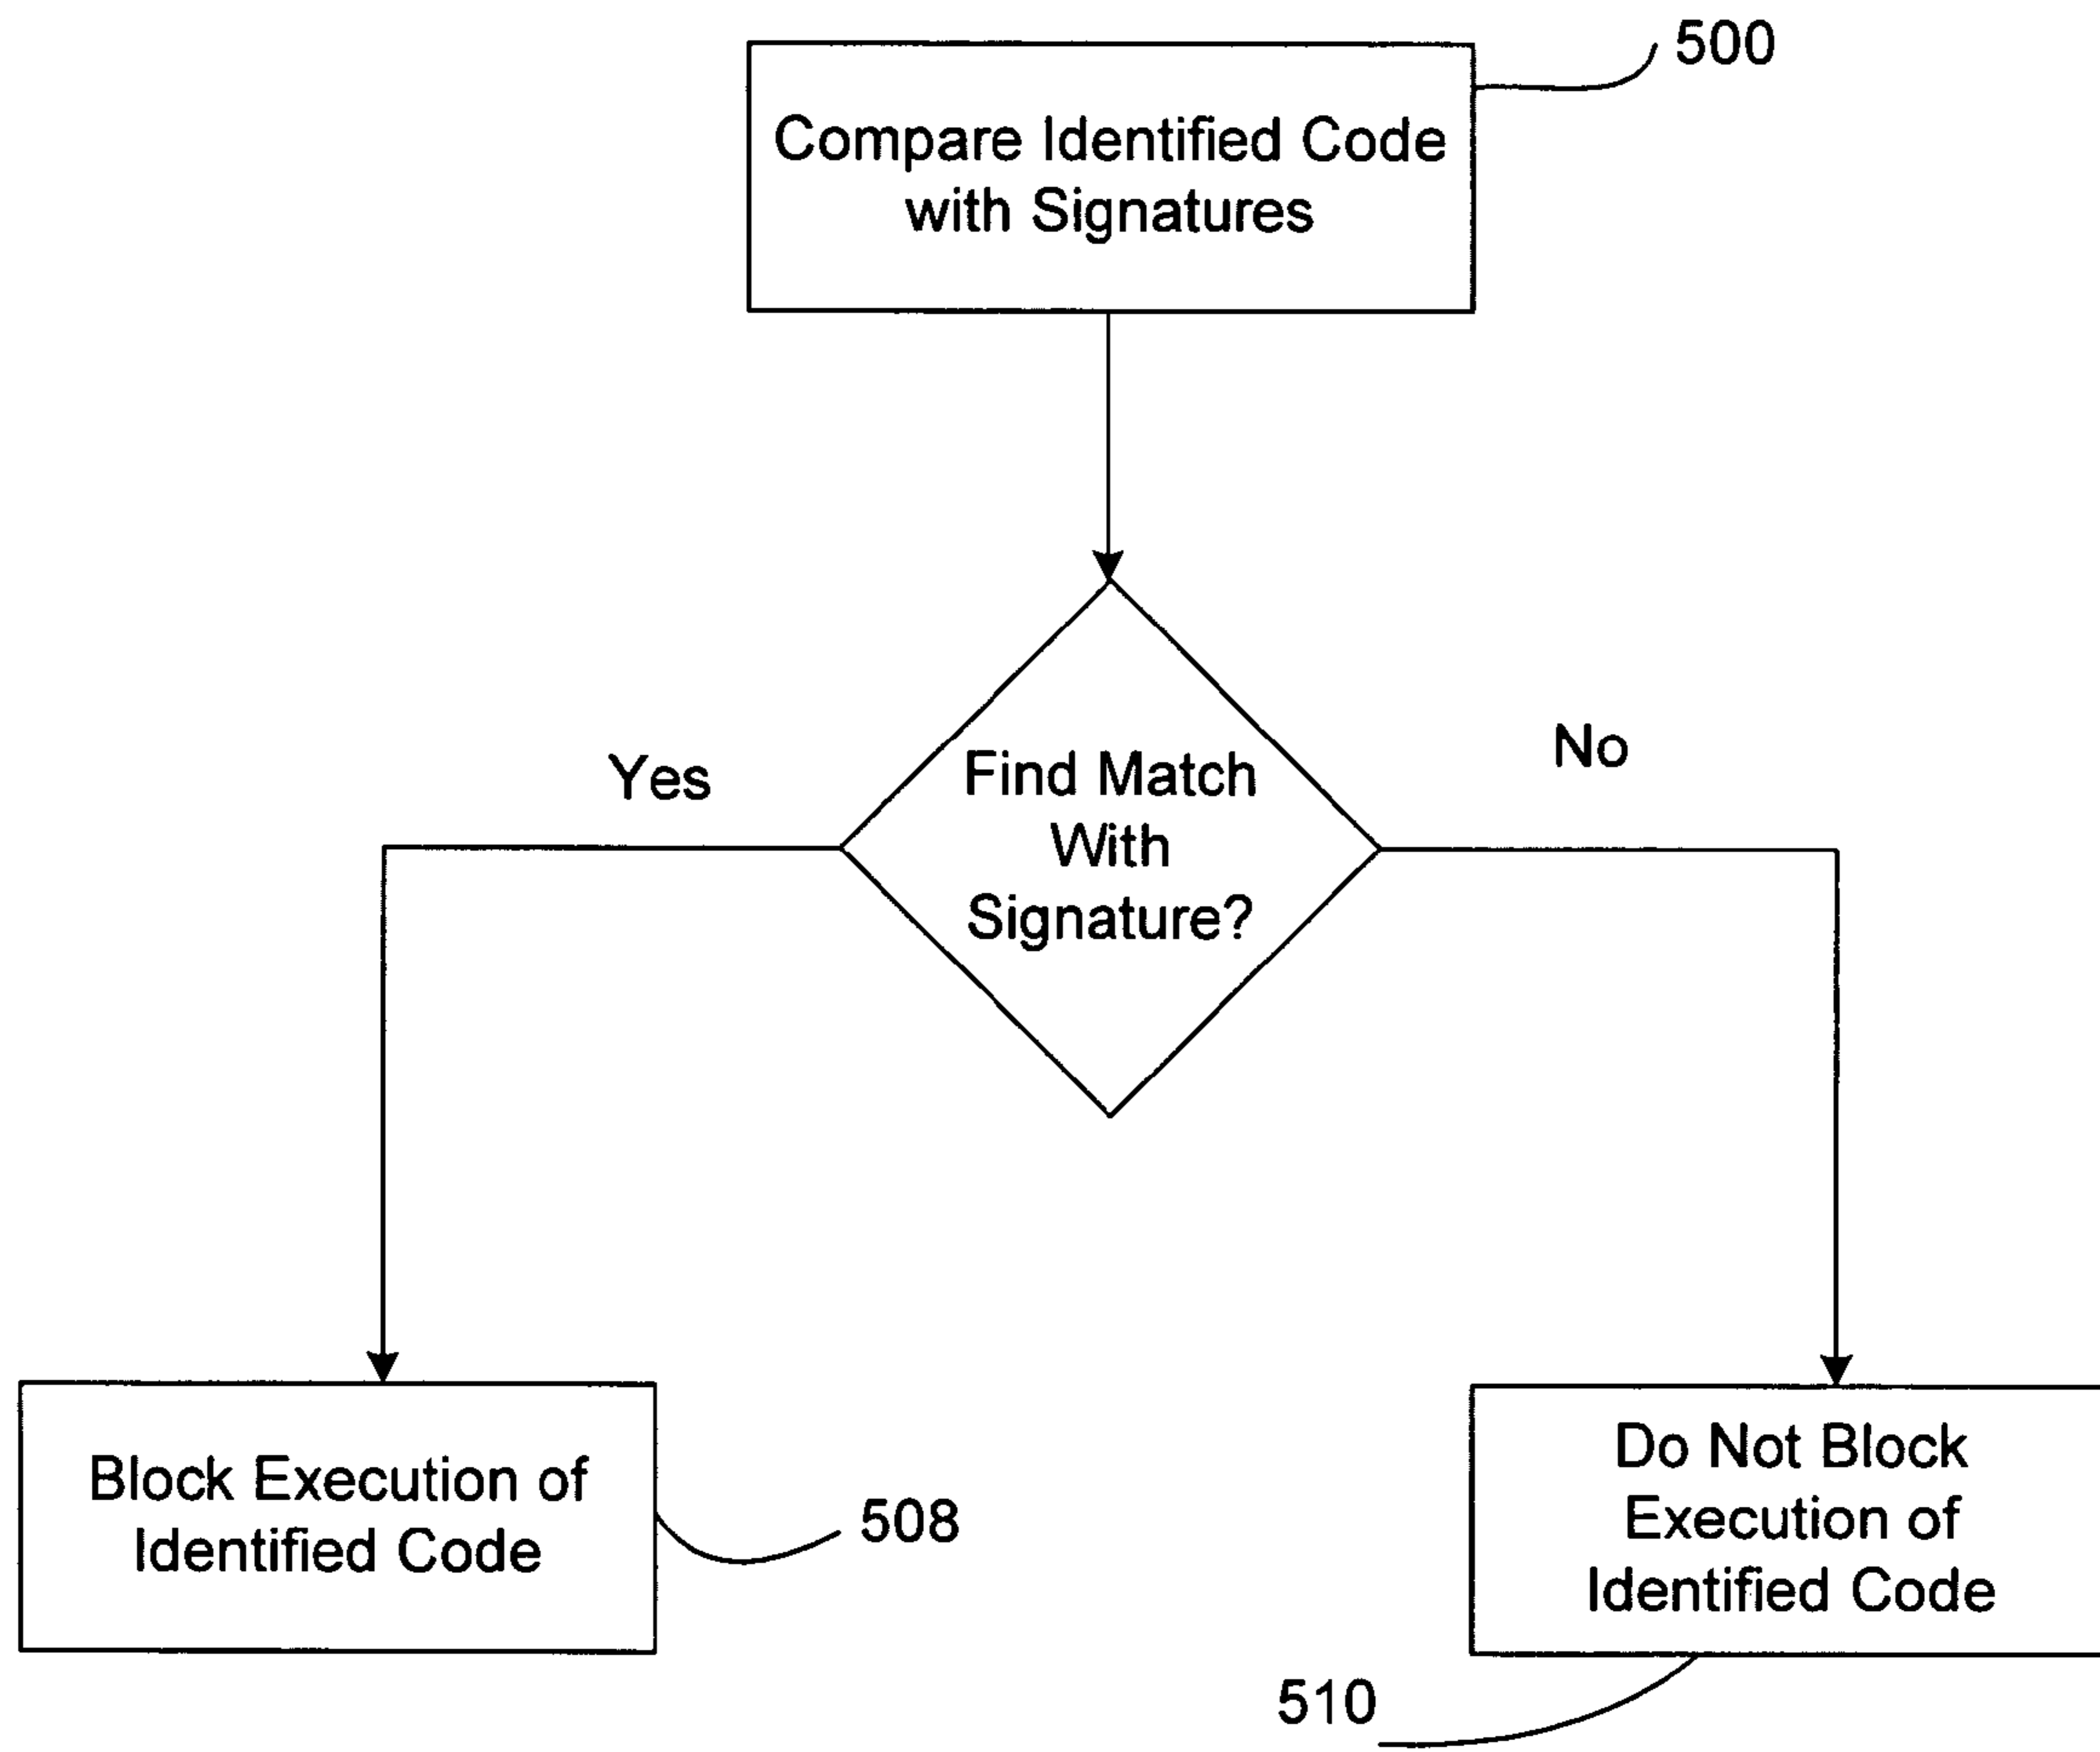 500
Compare Identified Code
with Signatures
Yes
No
Find Match
With
Signature?
Block Execution of
Identified Code
508
Do Not Block
Execution of
Identified Code
510